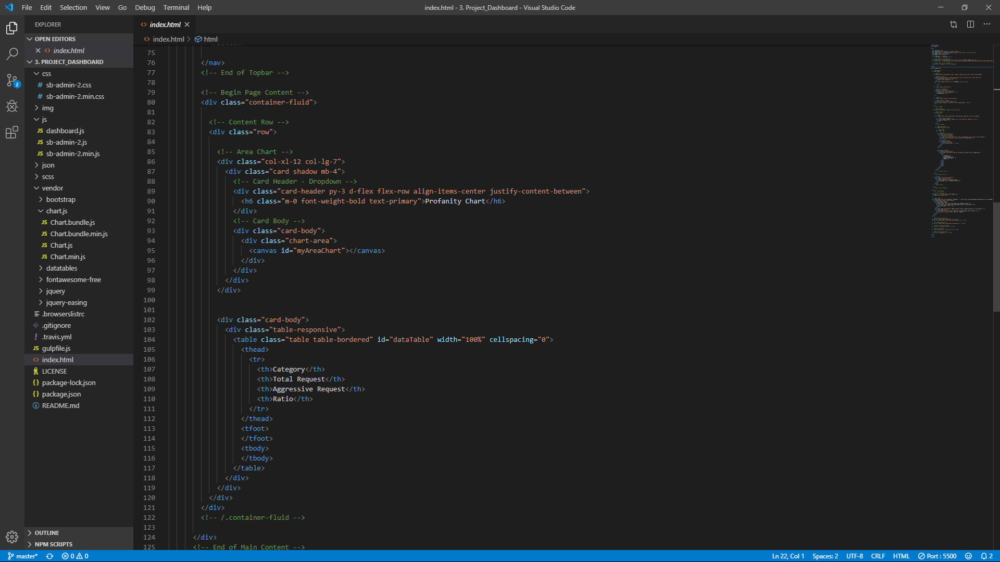 File Edit Selection View Go Debug Terminal Help
index.html - 3. Project_Dashboard - Visual Studio Code
EXPLORER
OPEN EDITORS
index.html
3. PROJECT_DASHBOARD
css
sb-admin-2.css
sb-admin-2.min.css
img
js
JS dashboard.js
JS sb-admin-2.js
JS sb-admin-2.min.js
json
scss
vendor
bootstrap
chart.js
JS Chart.bundle.js
JS Chart.bundle.min.js
JS Chart.js
JS Chart.min.js
datatables
fontawesome-free
jquery
jquery-easing
.browserslistrc
.gitignore
.travis.yml
JS gulpfile.js
index.html
LICENSE
package-lock.json
package.json
README.md
OUTLINE
NPM SCRIPTS
index.html
index.html > html
75
76 </nav>
77 <!-- End of Topbar -->
78
79 <!-- Begin Page Content -->
80 <div class="container-fluid">
81
82 <!-- Content Row -->
83 <div class="row">
84
85 <!-- Area Chart -->
86 <div class="col-xl-12 col-lg-7">
87 <div class="card shadow mb-4">
88 <!-- Card Header - Dropdown -->
89 <div class="card-header py-3 d-flex flex-row align-items-center justify-content-between">
90 <h6 class="m-0 font-weight-bold text-primary">Profanity Chart</h6>
91 </div>
92 <!-- Card Body -->
93 <div class="card-body">
94 <div class="chart-area">
95 <canvas id="myAreaChart"></canvas>
96 </div>
97 </div>
98 </div>
99 </div>
100
101
102 <div class="card-body">
103 <div class="table-responsive">
104 <table class="table table-bordered" id="dataTable" width="100%" cellspacing="0">
105 <thead>
106 <tr>
107 <th>Category</th>
108 <th>Total Request</th>
109 <th>Aggressive Request</th>
110 <th>Ratio</th>
111 </tr>
112 </thead>
113 <tfoot>
114 </tfoot>
115 <tbody>
116 </tbody>
117 </table>
118 </div>
119 </div>
120 </div>
121 </div>
122 <!-- /.container-fluid -->
123
124 </div>
125 <!-- End of Main Content -->
2
master* 0 0
Ln 22, Col 1 Spaces: 2 UTF-8 CRLF HTML Port : 5500 2